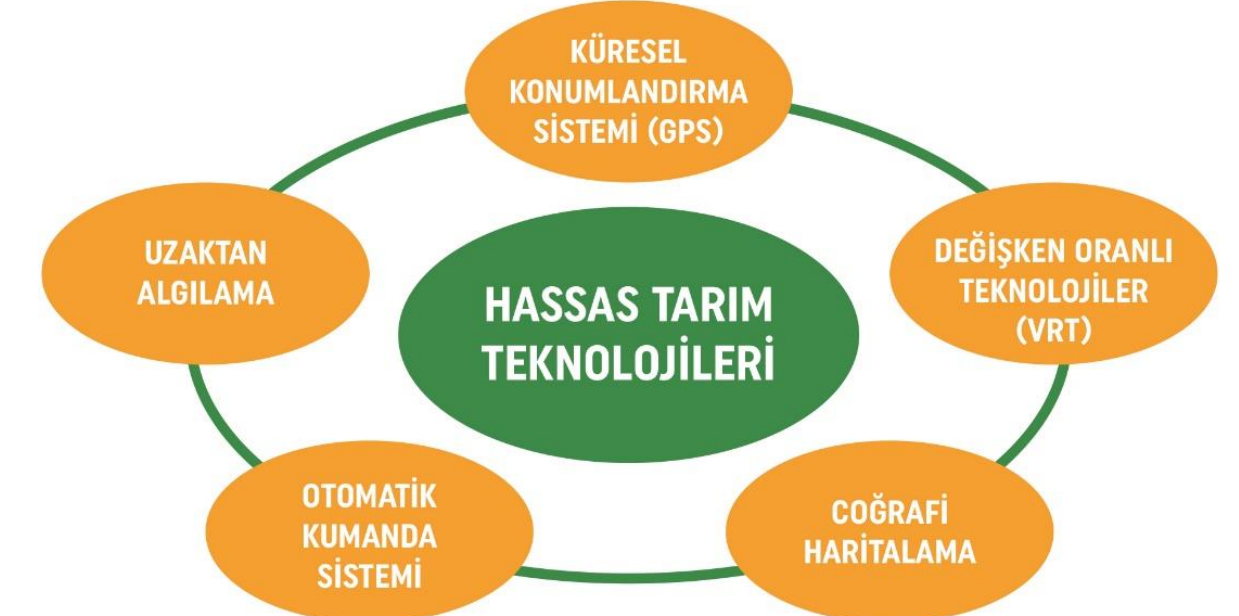 KÜRESEL
KONUMLANDIRMA
SİSTEMİ (GPS)
UZAKTAN
ALGILAMA
DEĞİŞKEN ORANLI
TEKNOLOJİLER
(VRT)
HASSAS TARIM
TEKNOLOJİLERİ
OTOMATİK
KUMANDA
SİSTEMİ
COĞRAFİ
HARİTALAMA